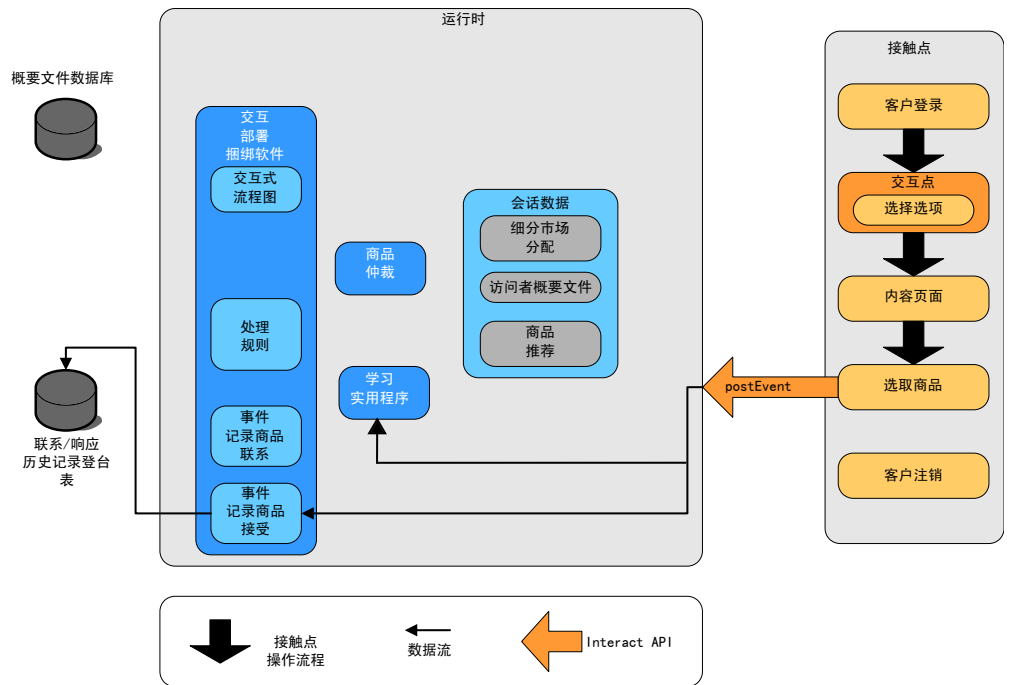 运行时
接触点
概要文件数据库
客户登录
交互
部署
捆绑软件
交互式
流程图
交互点
选择选项
会话数据
细分市场
分配
商品
仲裁
访问者概要文件
内容页面
处理
规则
商品
推荐
学习
实用程序
postEvent
选取商品
事件
记录商品
联系
联系/响应
历史记录登台
表
客户注销
事件
记录商品
接受
接触点
操作流程
数据流
Interact API